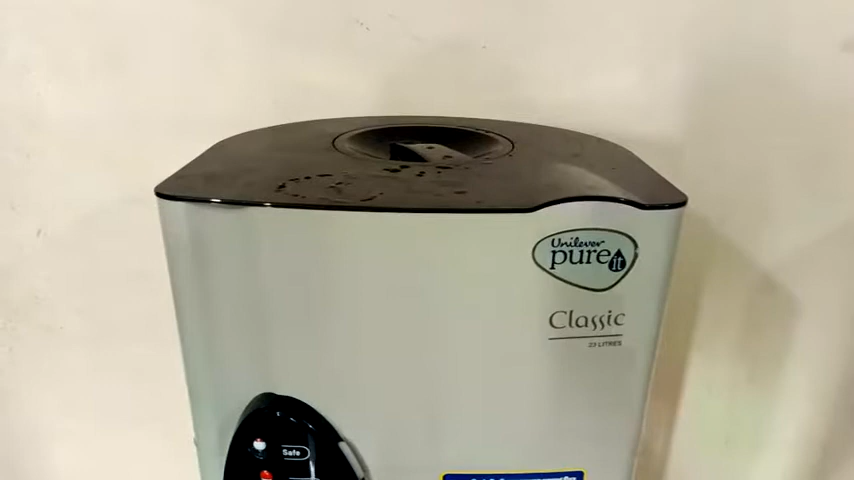 Unilever
pure it
Classic
23 LITRES
Safe